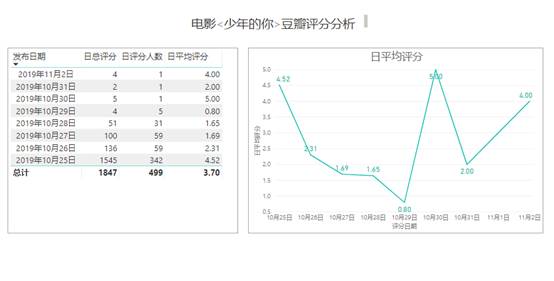 电影<少年的你>豆瓣评分分析
发布日期 日总评分 日评分人数 日平均评分
2019年11月2日 4 1 4.00
2019年10月31日 2 1 2.00
2019年10月30日 5 1 5.00
2019年10月29日 4 5 0.80
2019年10月28日 51 31 1.65
2019年10月27日 100 59 1.69
2019年10月26日 136 59 2.31
2019年10月25日 1545 342 4.52
总计 1847 499 3.70
日平均评分
日平均评分
5.0
4.5
4.0
3.5
3.0
2.5
2.0
1.5
1.0
0.5
4.52
2.31
1.69
1.65
0.80
5.00
2.00
4.00
10月25日 10月26日 10月27日 10月28日 10月29日 10月30日 10月31日 11月1日 11月2日
评分日期